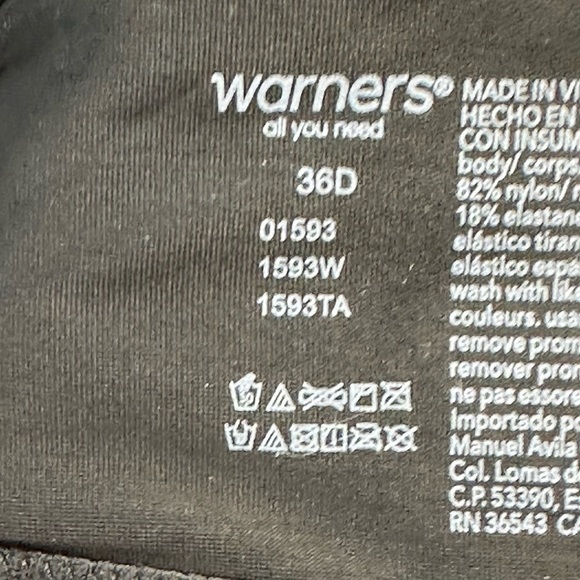 warners®
all you need
36D
01593
1593W
1593TA
MADE IN
HECHO EN
CON
body/
82% nylon/
18%
elástico
elástico
wash with
couleurs.
remove
remover
ne pas
Importado
Manuel Avila
Col. Lomas
C.P. 53390,
RN 36543